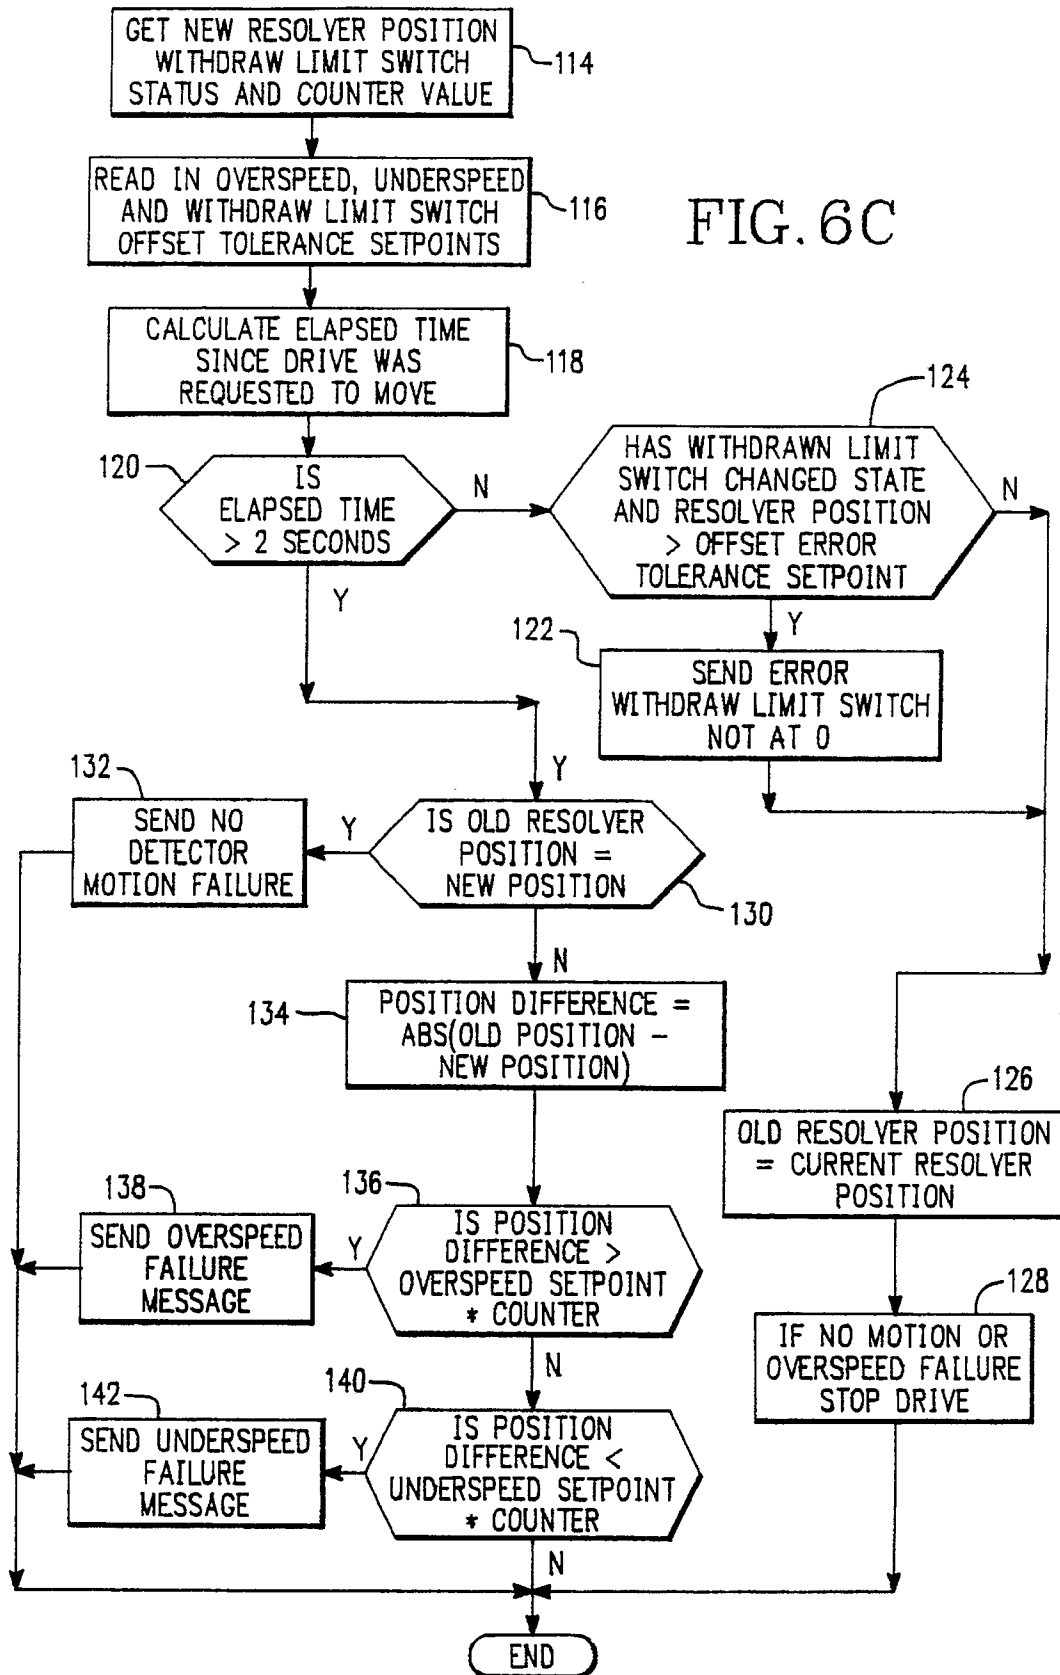 GET NEW RESOLVER POSITION
WITHDRAW LIMIT SWITCH
STATUS AND COUNTER VALUE
114
READ IN OVERSPEED, UNDERSPEED
AND WITHDRAW LIMIT SWITCH
OFFSET TOLERANCE SETPOINTS
116
FIG. 6C
CALCULATE ELAPSED TIME
SINCE DRIVE WAS
REQUESTED TO MOVE
118
120
IS
ELAPSED TIME
> 2 SECONDS
N
Y
124
HAS WITHDRAWN LIMIT
SWITCH CHANGED STATE
AND RESOLVER POSITION
> OFFSET ERROR
TOLERANCE SETPOINT
N
Y
122
SEND ERROR
WITHDRAW LIMIT SWITCH
NOT AT 0
Y
132
SEND NO
DETECTOR
MOTION FAILURE
Y
IS OLD RESOLVER
POSITION =
NEW POSITION
130
N
134
POSITION DIFFERENCE =
ABS(OLD POSITION -
NEW POSITION)
126
OLD RESOLVER POSITION
= CURRENT RESOLVER
POSITION
138
SEND OVERSPEED
FAILURE
MESSAGE
Y
136
IS POSITION
DIFFERENCE >
OVERSPEED SETPOINT
* COUNTER
N
128
IF NO MOTION OR
OVERSPEED FAILURE
STOP DRIVE
142
SEND UNDERSPEED
FAILURE
MESSAGE
Y
140
IS POSITION
DIFFERENCE <
UNDERSPEED SETPOINT
* COUNTER
N
END